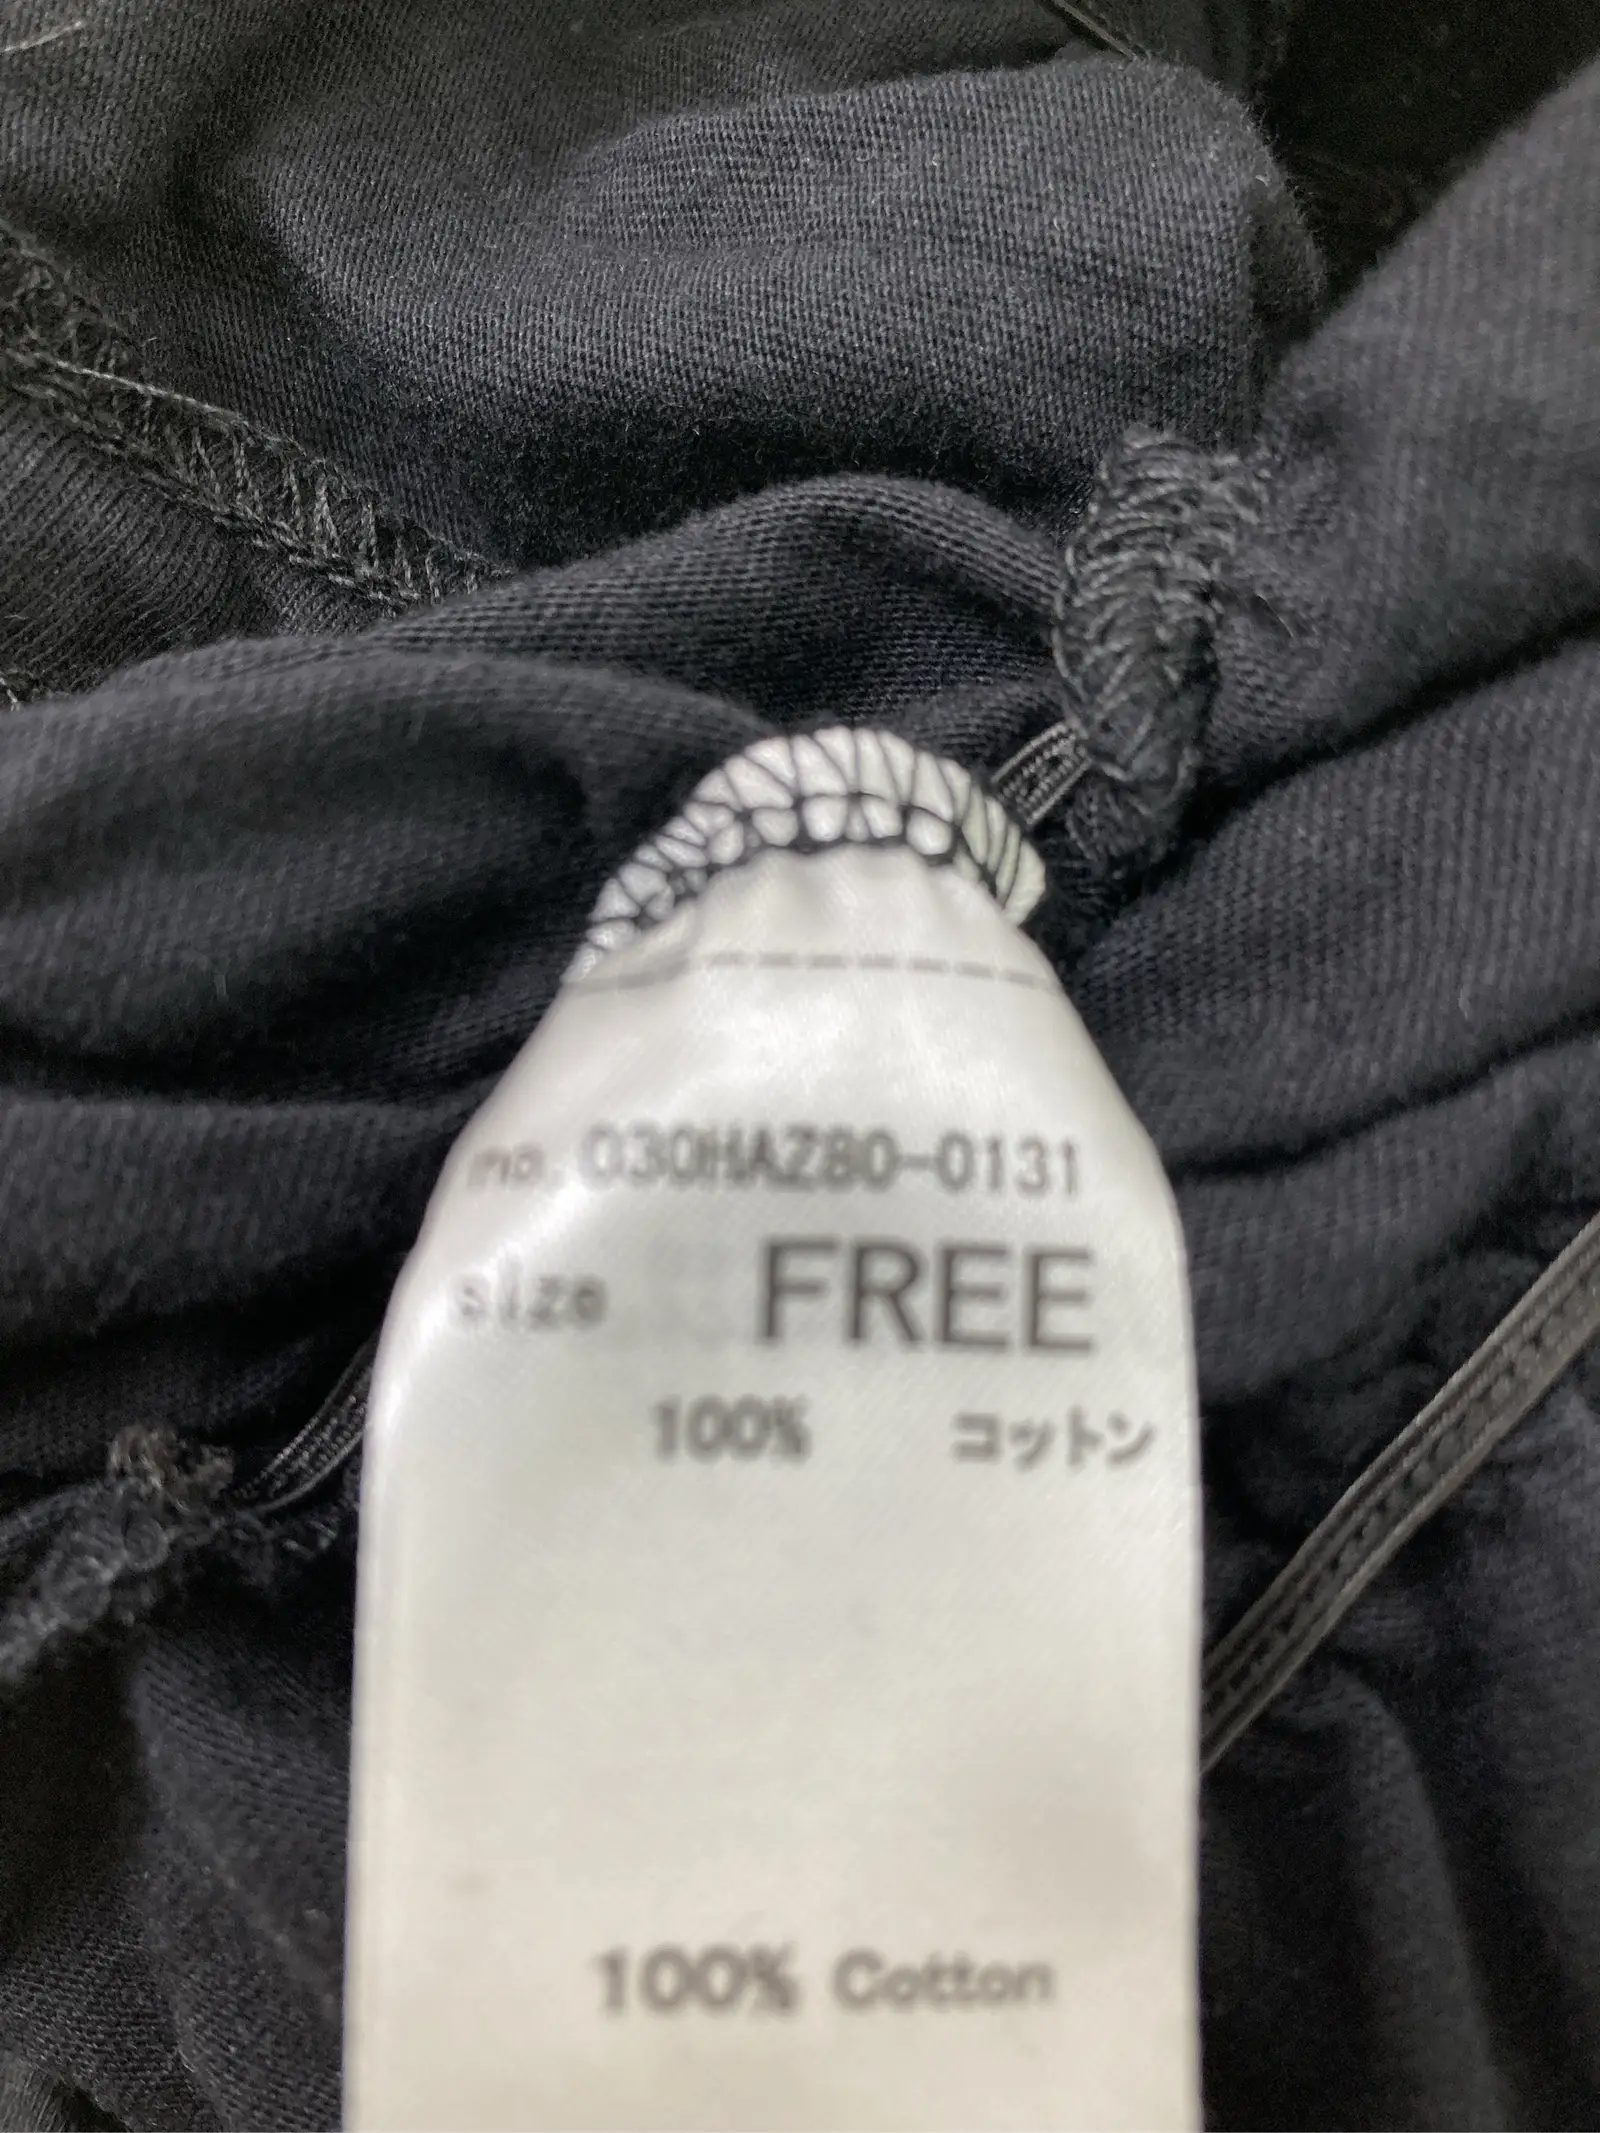 no. 030HAZ80-0131
size FREE
100% コットン
100% Cotton